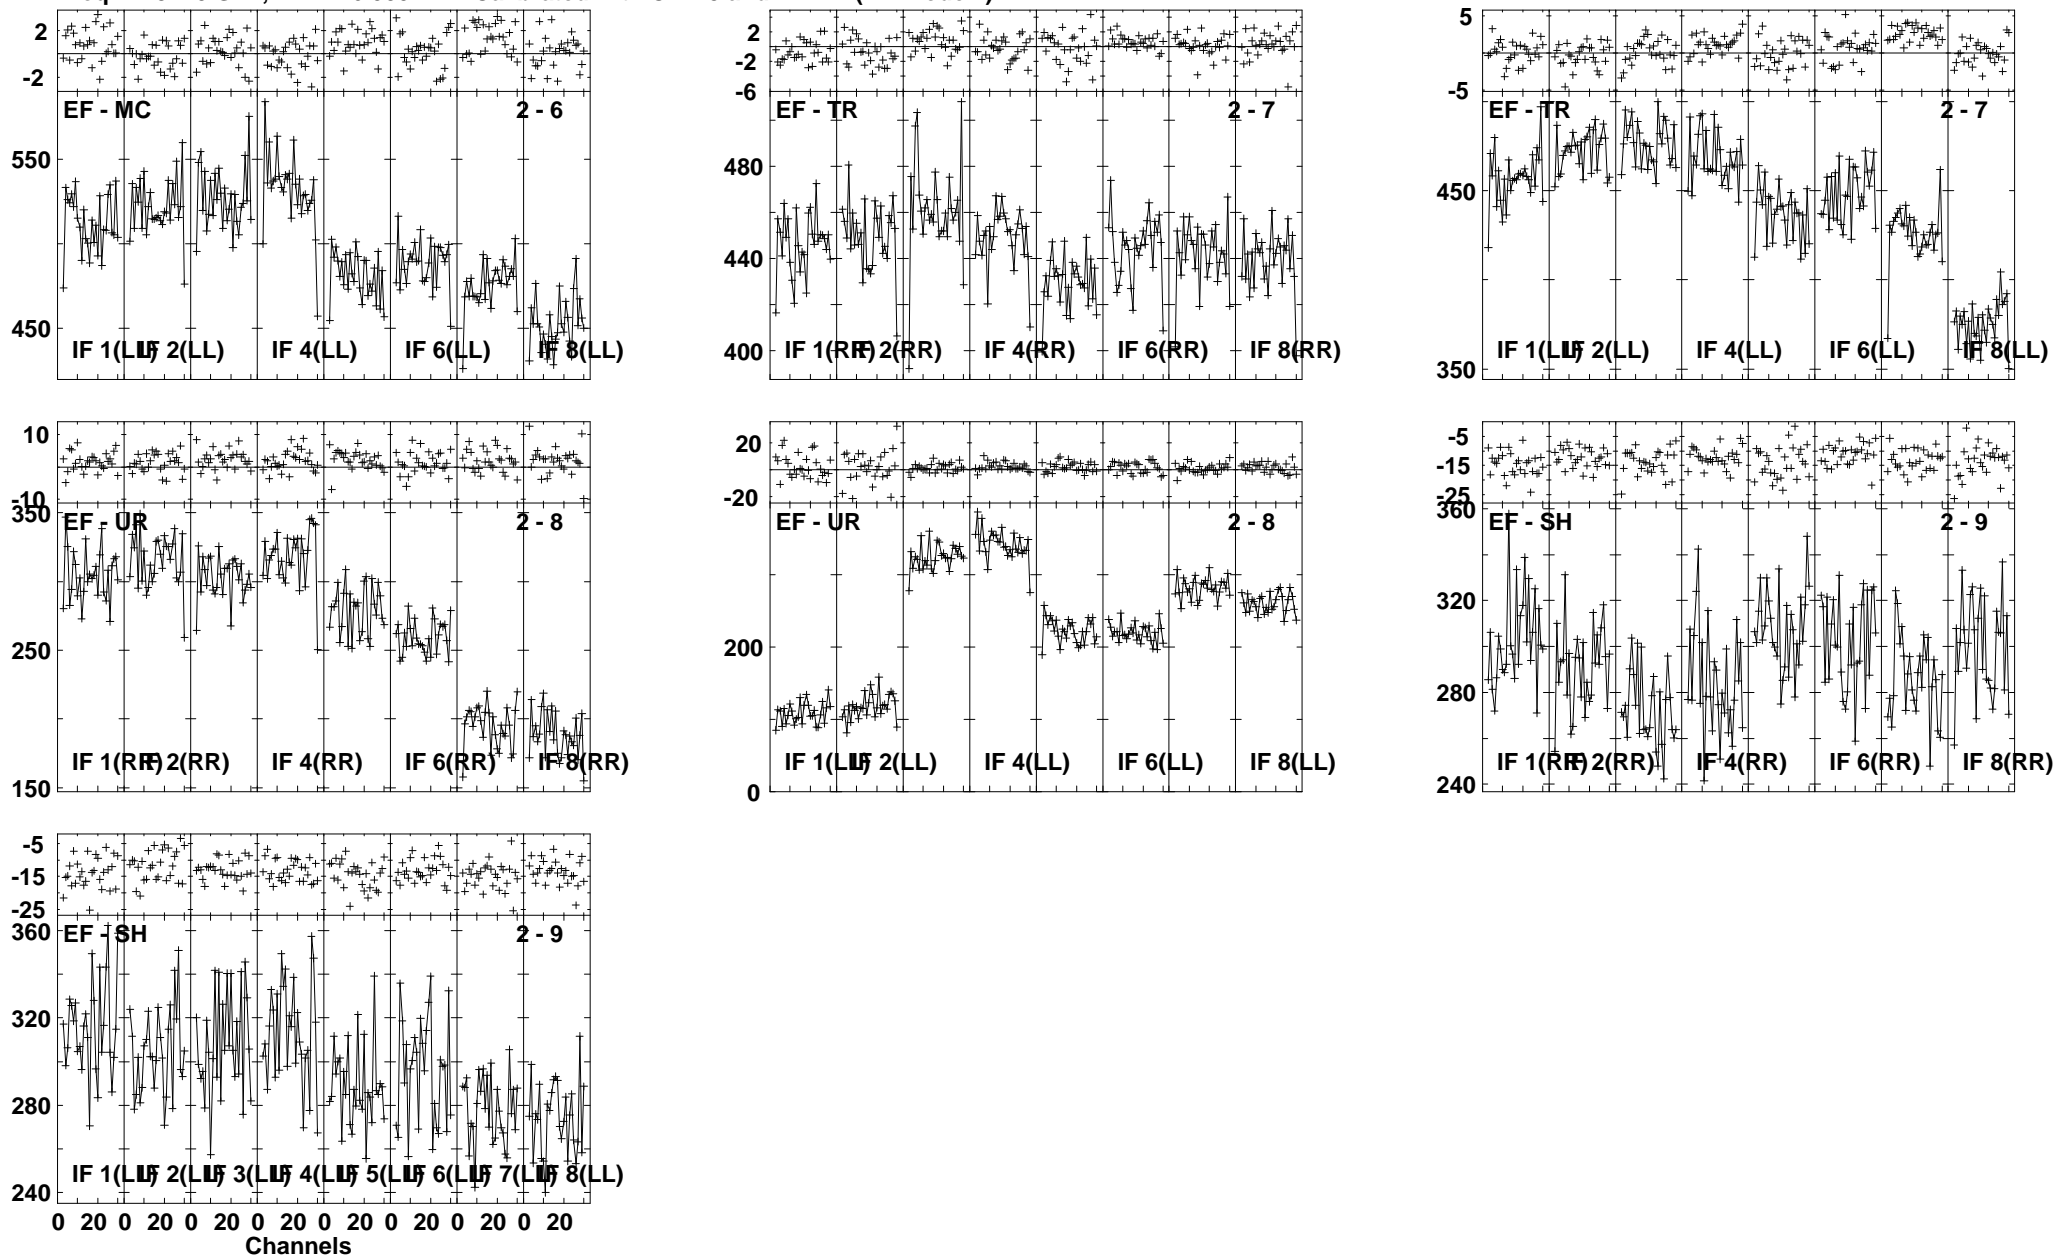 2
-2
EF - MC 2 - 6
550
450
IF 1(LL) IF 2(LL) IF 4(LL) IF 6(LL) IF 8(LL)
2
-2
-6
EF - TR 2 - 7
480
440
400
IF 1(RR) IF 2(RR) IF 4(RR) IF 6(RR) IF 8(RR)
5
-5
EF - TR 2 - 7
450
350
IF 1(LL) IF 2(LL) IF 4(LL) IF 6(LL) IF 8(LL)
10
-10
350
EF - UR 2 - 8
250
150
IF 1(RR) IF 2(RR) IF 4(RR) IF 6(RR) IF 8(RR)
20
-20
EF - UR 2 - 8
200
0
IF 1(LL) IF 2(LL) IF 4(LL) IF 6(LL) IF 8(LL)
-5
-15
-25
360
EF - SH 2 - 9
320
280
240
IF 1(RR) IF 2(RR) IF 4(RR) IF 6(RR) IF 8(RR)
-5
-15
-25
360
EF - SH 2 - 9
320
280
240
IF 1(LL) IF 2(LL) IF 3(LL) IF 4(LL) IF 5(LL) IF 6(LL) IF 7(LL) IF 8(LL)
0 20 0 20 0 20 0 20 0 20 0 20 0 20 0 20
Channels